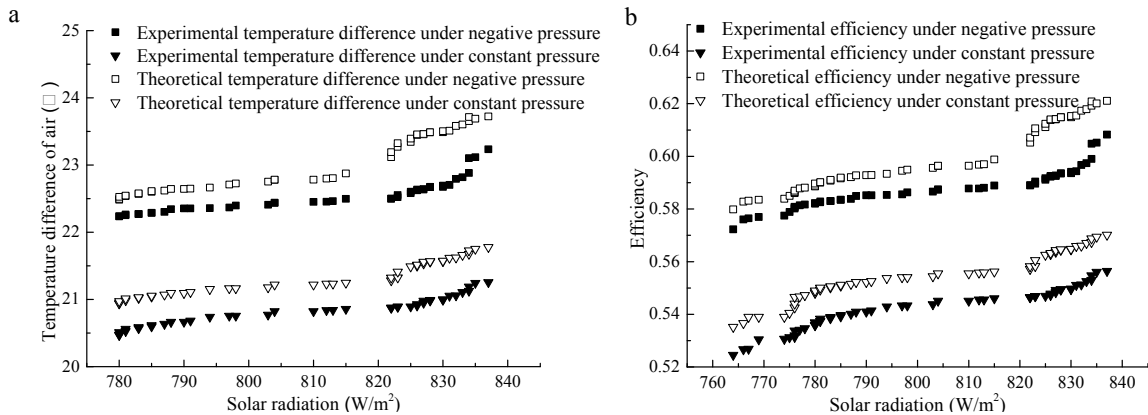 a
25
24
23
22
21
20
Temperature difference of air (□)
780 790 800 810 820 830 840
Solar radiation (W/m²)
Experimental temperature difference under negative pressure
Experimental temperature difference under constant pressure
Theoretical temperature difference under negative pressure
Theoretical temperature difference under constant pressure
b
0.64
0.62
0.60
0.58
0.56
0.54
0.52
Efficiency
760 770 780 790 800 810 820 830 840
Solar radiation (W/m²)
Experimental efficiency under negative pressure
Experimental efficiency under constant pressure
Theoretical efficiency under negative pressure
Theoretical efficiency under constant pressure